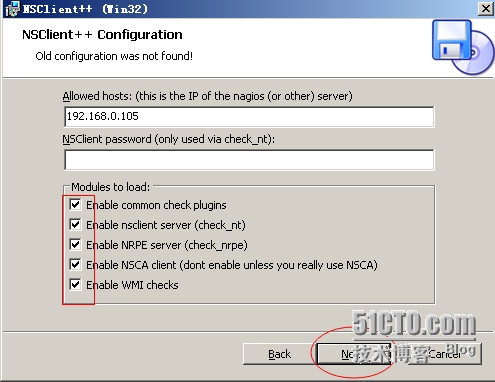 NSClient++ (Win32)
NSClient++ Configuration
Old configuration was not found!
Allowed hosts: (this is the IP of the nagios (or other) server)
192.168.0.105
NSClient password (only used via check_nt):
Modules to load:
Enable common check plugins
Enable nsclient server (check_nt)
Enable NRPE server (check_nrpe)
Enable NSCA client (dont enable unless you really use NSCA)
Enable WMI checks
51CTO.com
技术博客 Blog
Back
Cancel